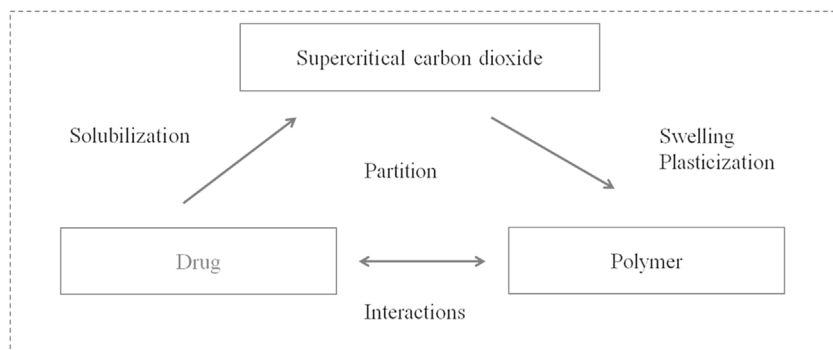 Supercritical carbon dioxide
Solubilization
Swelling
Plasticization
Partition
Drug
Polymer
Interactions